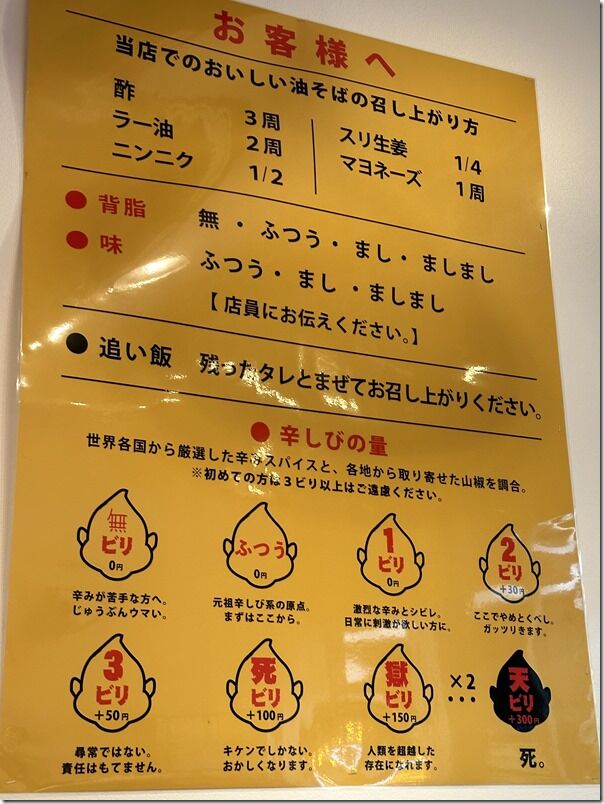 お客様へ
当店でのおいしい油そばの召し上がり方
酢 3周
ラー油 2周
ニンニク 1/2
スリ生姜 1/4
マヨネーズ 1周
● 背脂 無・ふつう・まし・ましまし
● 味 ふつう・まし・ましまし
【店員にお伝えください。】
● 追い飯 残ったタレとまぜてお召し上がりください。
● 辛しびの量
世界各国から厳選した辛みスパイスと、各地から取り寄せた山椒を調合。
※初めての方は3ビリ以上はご遠慮ください。
無
ビリ
0円
辛みが苦手な方へ。
じゅうぶんウマい。
ふつう
0円
元祖辛しび系の原点。
まずはここから。
1
ビリ
0円
激烈な辛みとシビレ。
日常に刺激が欲しい方に。
2
ビリ
+30円
ここでやめとくべし。
ガッツリきます。
3
ビリ
+50円
尋常ではない。
責任はもてません。
死
ビリ
+100円
キケンでしかない。
おかしくなります。
獄
ビリ
+150円
人類を超越した
存在になれます。
×2
•••
天
ビリ
+300円
死。